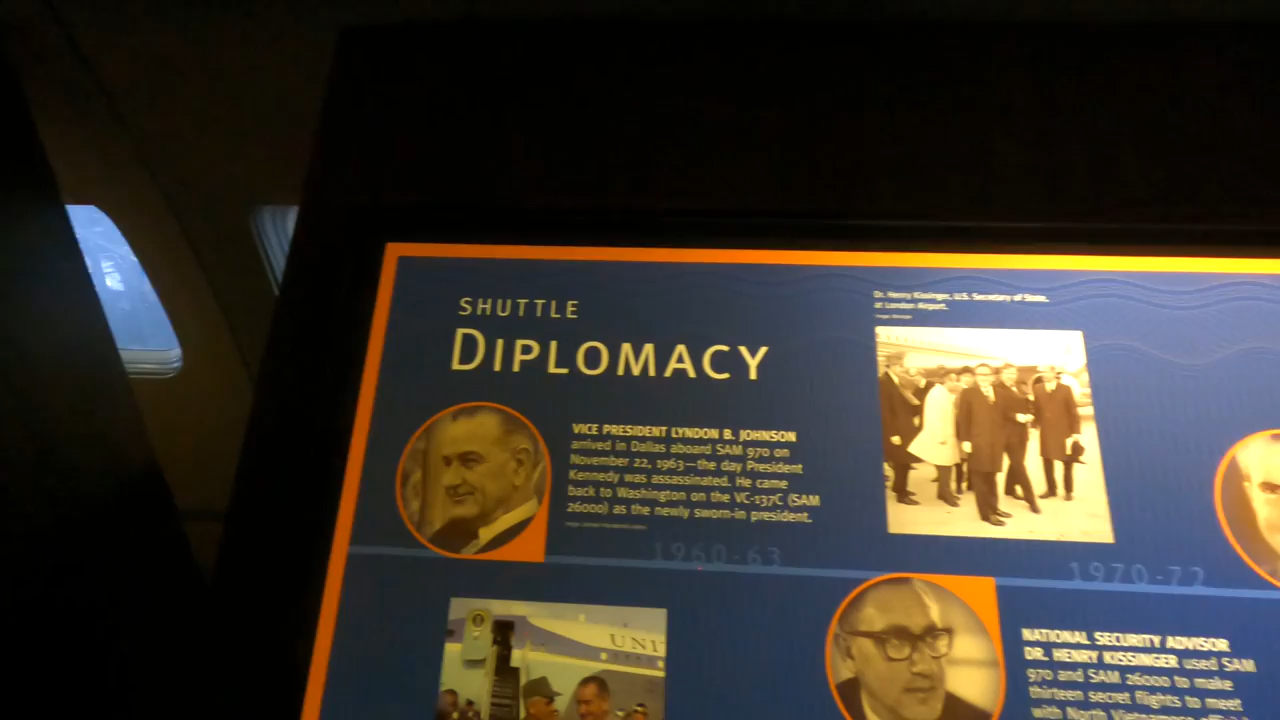 SHUTTLE
DIPLOMACY
Dr. Henry Kissinger, U.S. Secretary of State,
at London Airport.
VICE PRESIDENT LYNDON B. JOHNSON
arrived in Dallas aboard SAM 970 on
November 22, 1963—the day President
Kennedy was assassinated. He came
back to Washington on the VC-137C (SAM
26000) as the newly sworn-in president.
1960-63
1970-72
UNI
NATIONAL SECURITY ADVISOR
DR. HENRY KISSINGER used SAM
970 and SAM 26000 to make
thirteen secret flights to meet
with North Vietnamese